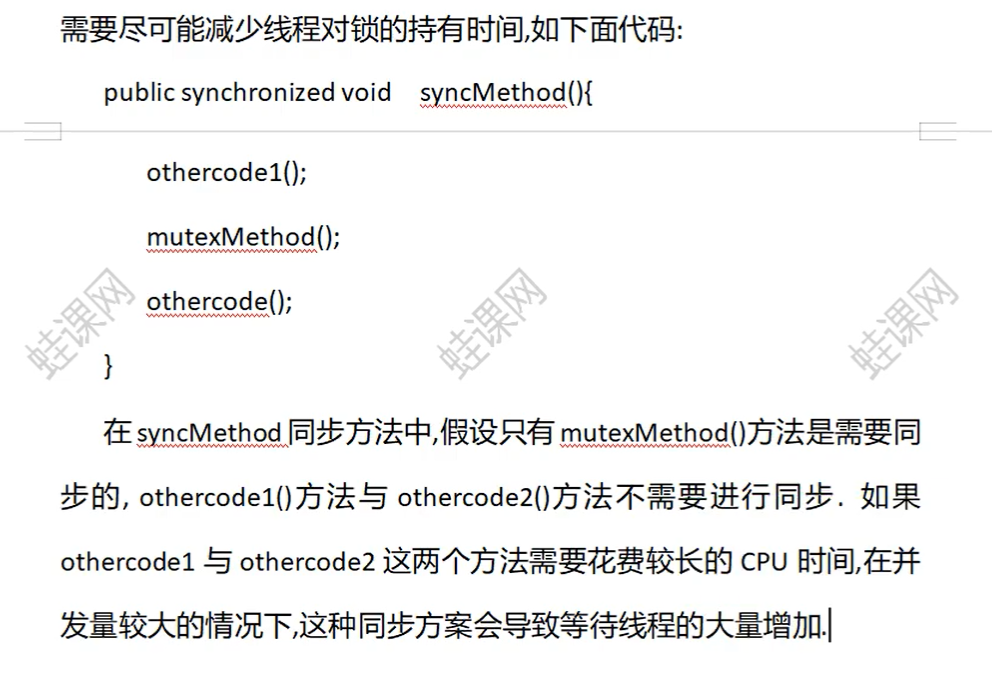 需要尽可能减少线程对锁的持有时间,如下面代码:
public synchronized void syncMethod(){
othercode1();
mutexMethod();
othercode();
蛙课网 蛙课网 蛙课网
}
在 syncMethod 同步方法中,假设只有 mutexMethod()方法是需要同
步的, othercode1()方法与 othercode2()方法不需要进行同步. 如果
othercode1 与 othercode2 这两个方法需要花费较长的 CPU 时间,在并
发量较大的情况下,这种同步方案会导致等待线程的大量增加.